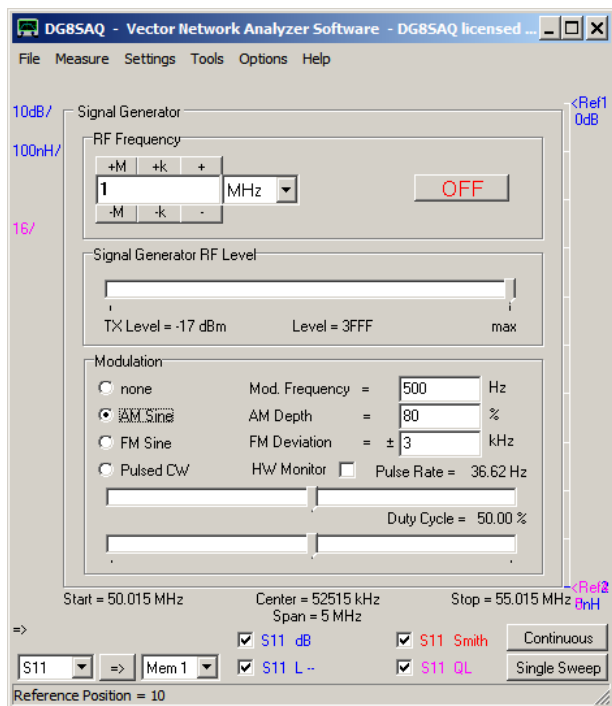 DG8SAQ - Vector Network Analyzer Software - DG8SAQ licensed ...
File Measure Settings Tools Options Help
10dB/
100nH/
16/
<Ref1
0dB
Signal Generator
RF Frequency
+M +k +
1 MHz
-M -k -
OFF
Signal Generator RF Level
TX Level = -17 dBm Level = 3FFF max
Modulation
none Mod. Frequency = 500 Hz
AM Sine AM Depth = 80 %
FM Sine FM Deviation = ± 3 kHz
Pulsed CW HW Monitor Pulse Rate = 36.62 Hz
Duty Cycle = 50.00 %
Start = 50.015 MHz Center = 52515 kHz Stop = 55.015 MHz
Span = 5 MHz
=>
S11 dB S11 Smith Continuous
S11 => Mem 1 S11 L -- S11 QL Single Sweep
Reference Position = 10